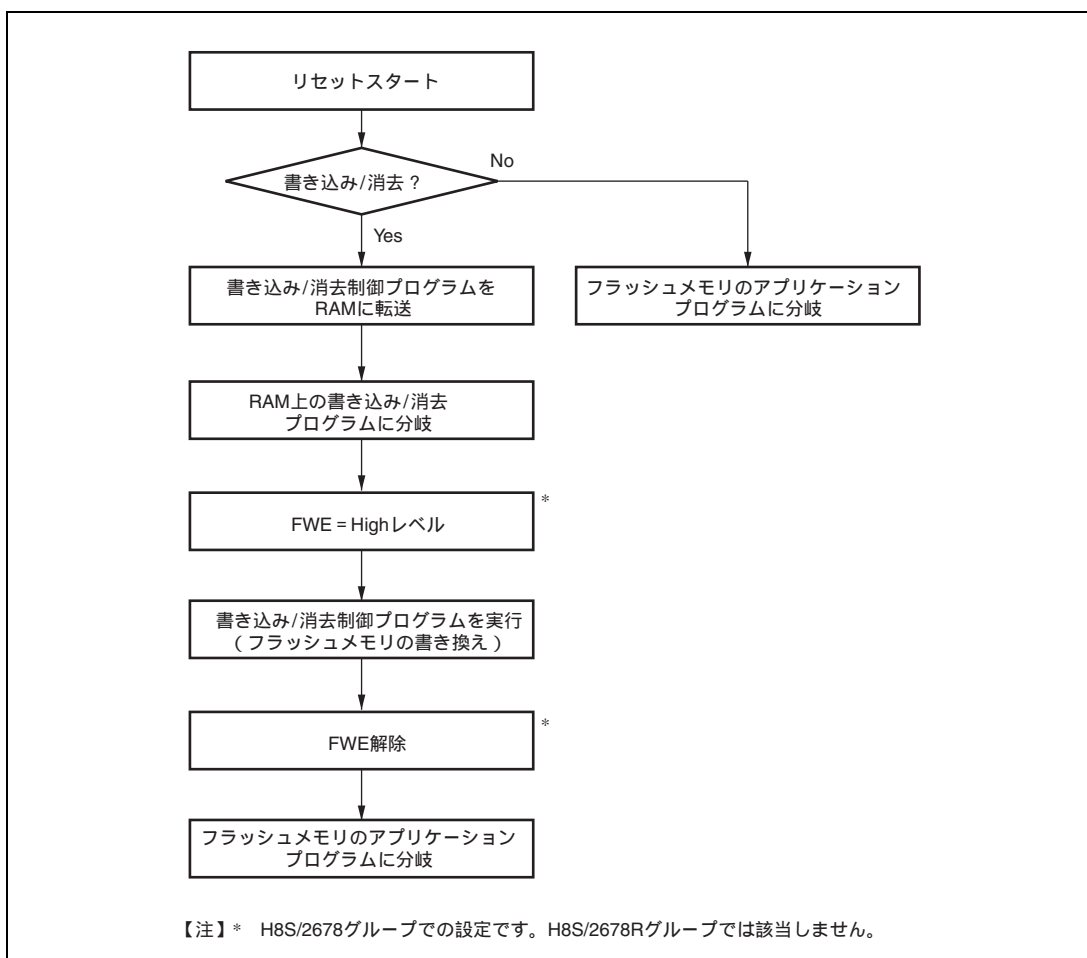 リセットスタート
書き込み/消去 ?
No
Yes
書き込み/消去制御プログラムを
RAMに転送
フラッシュメモリのアプリケーション
プログラムに分岐
RAM上の書き込み/消去
プログラムに分岐
FWE = Highレベル
*
書き込み/消去制御プログラムを実行
( フラッシュメモリの書き換え )
FWE解除
*
フラッシュメモリのアプリケーション
プログラムに分岐
【注】* H8S/2678グループでの設定です。H8S/2678Rグループでは該当しません。